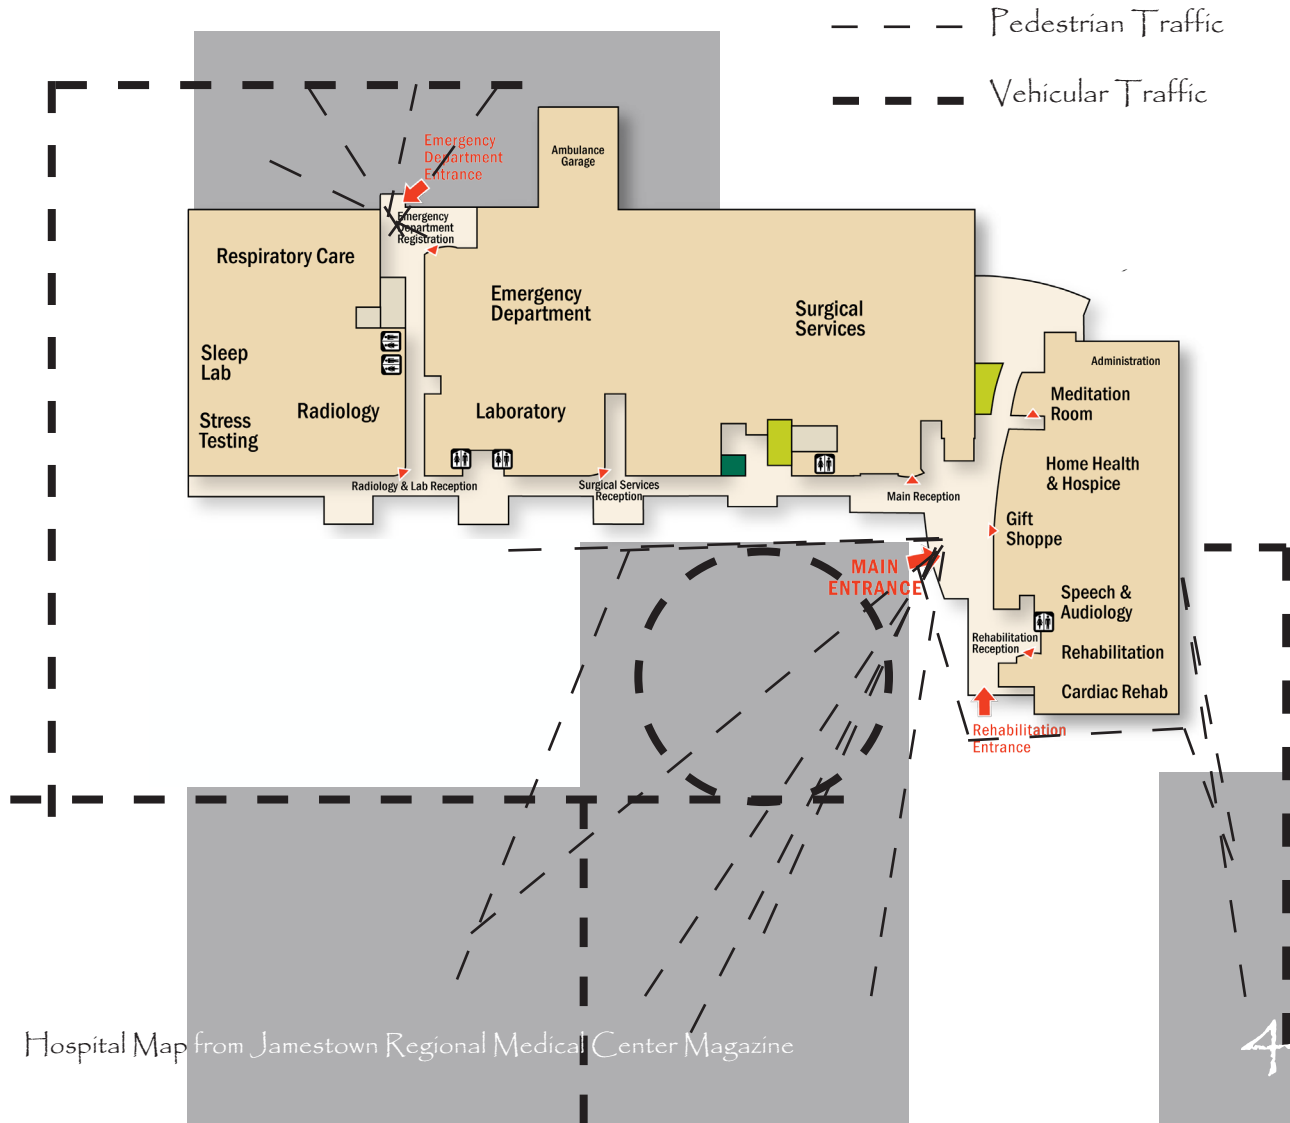 Pedestrian Traffic
Vehicular Traffic
Emergency
Department
Entrance
Ambulance
Garage
Emergency
Department
Registration
Respiratory Care
Emergency
Department
Surgical
Services
Sleep
Lab
Administration
Meditation
Room
Radiology
Laboratory
Stress
Testing
Home Health
& Hospice
Radiology & Lab Reception
Surgical Services
Reception
Main Reception
Gift
Shoppe
MAIN
ENTRANCE
Speech &
Audiology
Rehabilitation
Reception
Rehabilitation
Cardiac Rehab
Rehabilitation
Entrance
Hospital Map from Jamestown Regional Medical Center Magazine
4